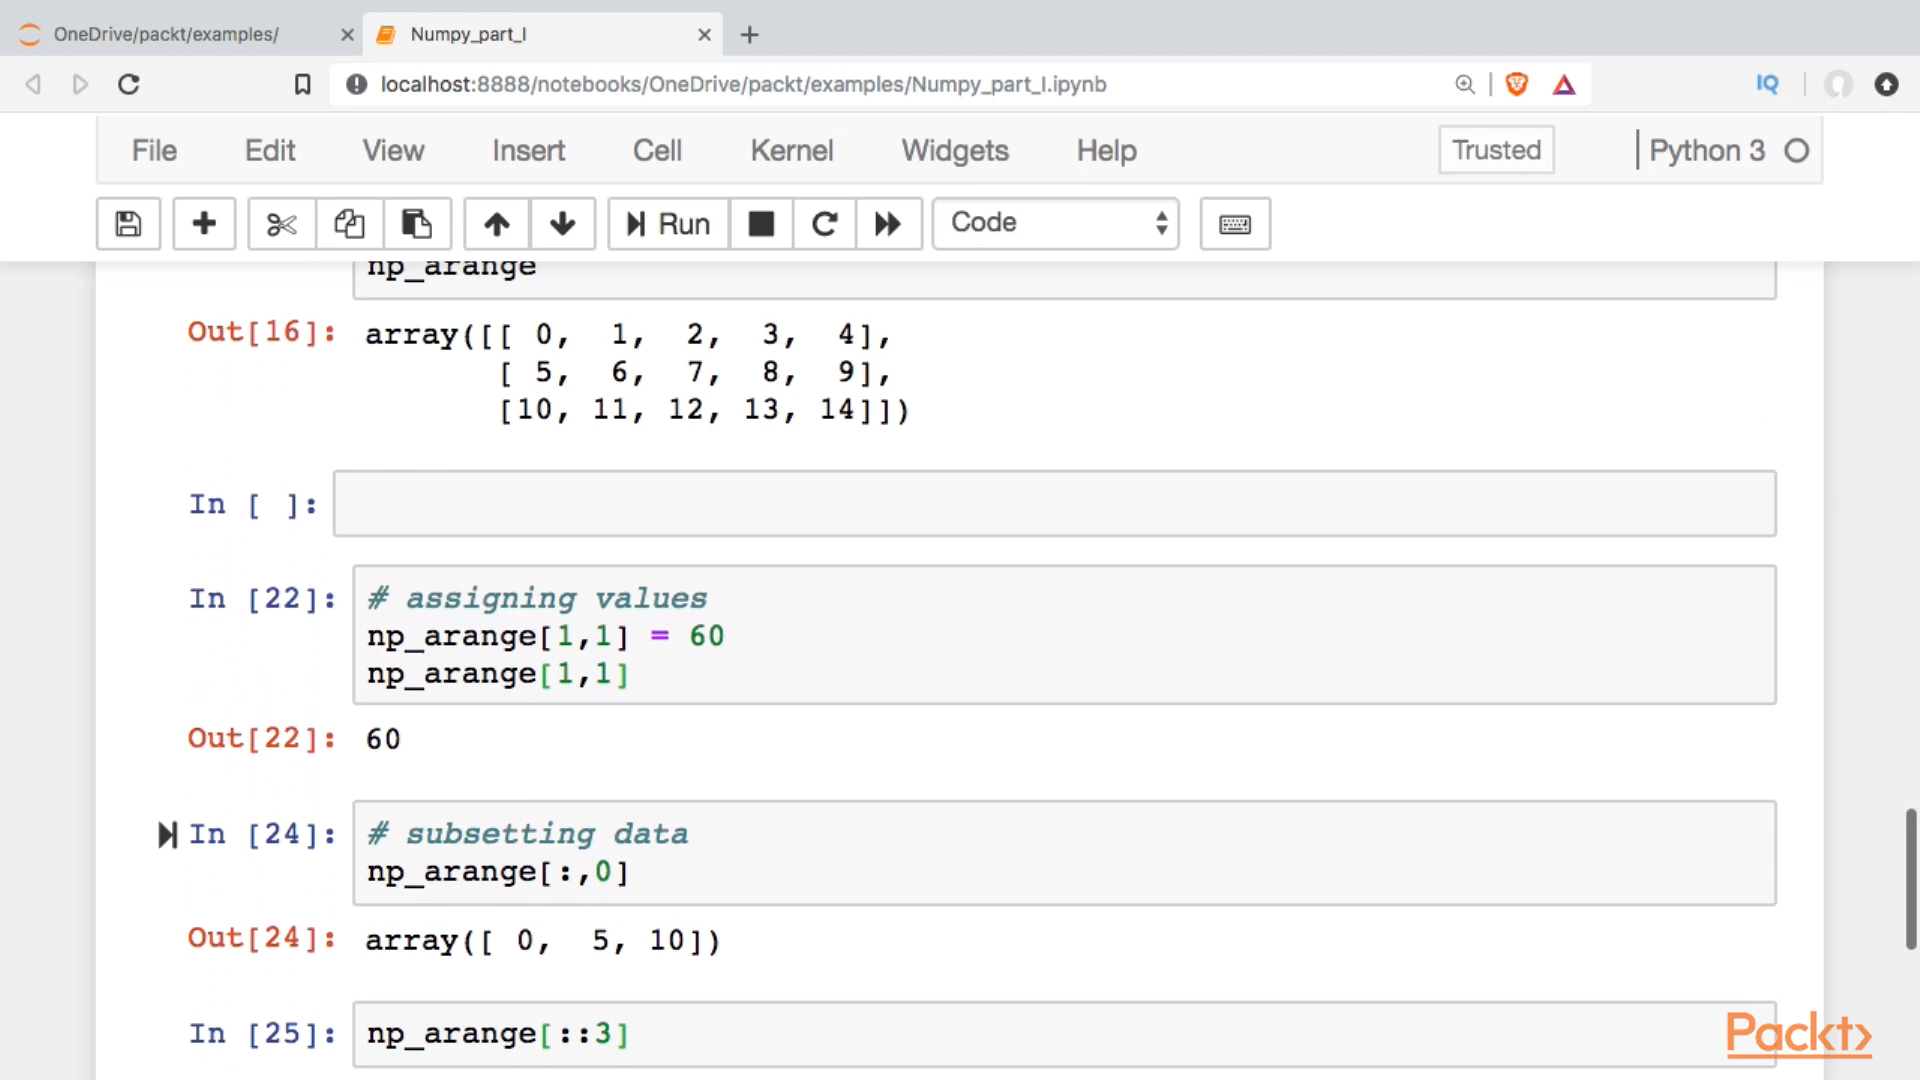 OneDrive/packt/examples/
Numpy_part_I
localhost:8888/notebooks/OneDrive/packt/examples/Numpy_part_I.ipynb
IQ
File Edit View Insert Cell Kernel Widgets Help Trusted Python 3
Run Code
np_arange
Out[16]: array([[ 0,  1,  2,  3,  4],
[ 5,  6,  7,  8,  9],
[10, 11, 12, 13, 14]])
In [ ]:
In [22]: # assigning values
np_arange[1,1] = 60
np_arange[1,1]
Out[22]: 60
In [24]: # subsetting data
np_arange[:,0]
Out[24]: array([ 0,  5, 10])
In [25]: np_arange[::3]
Packt>